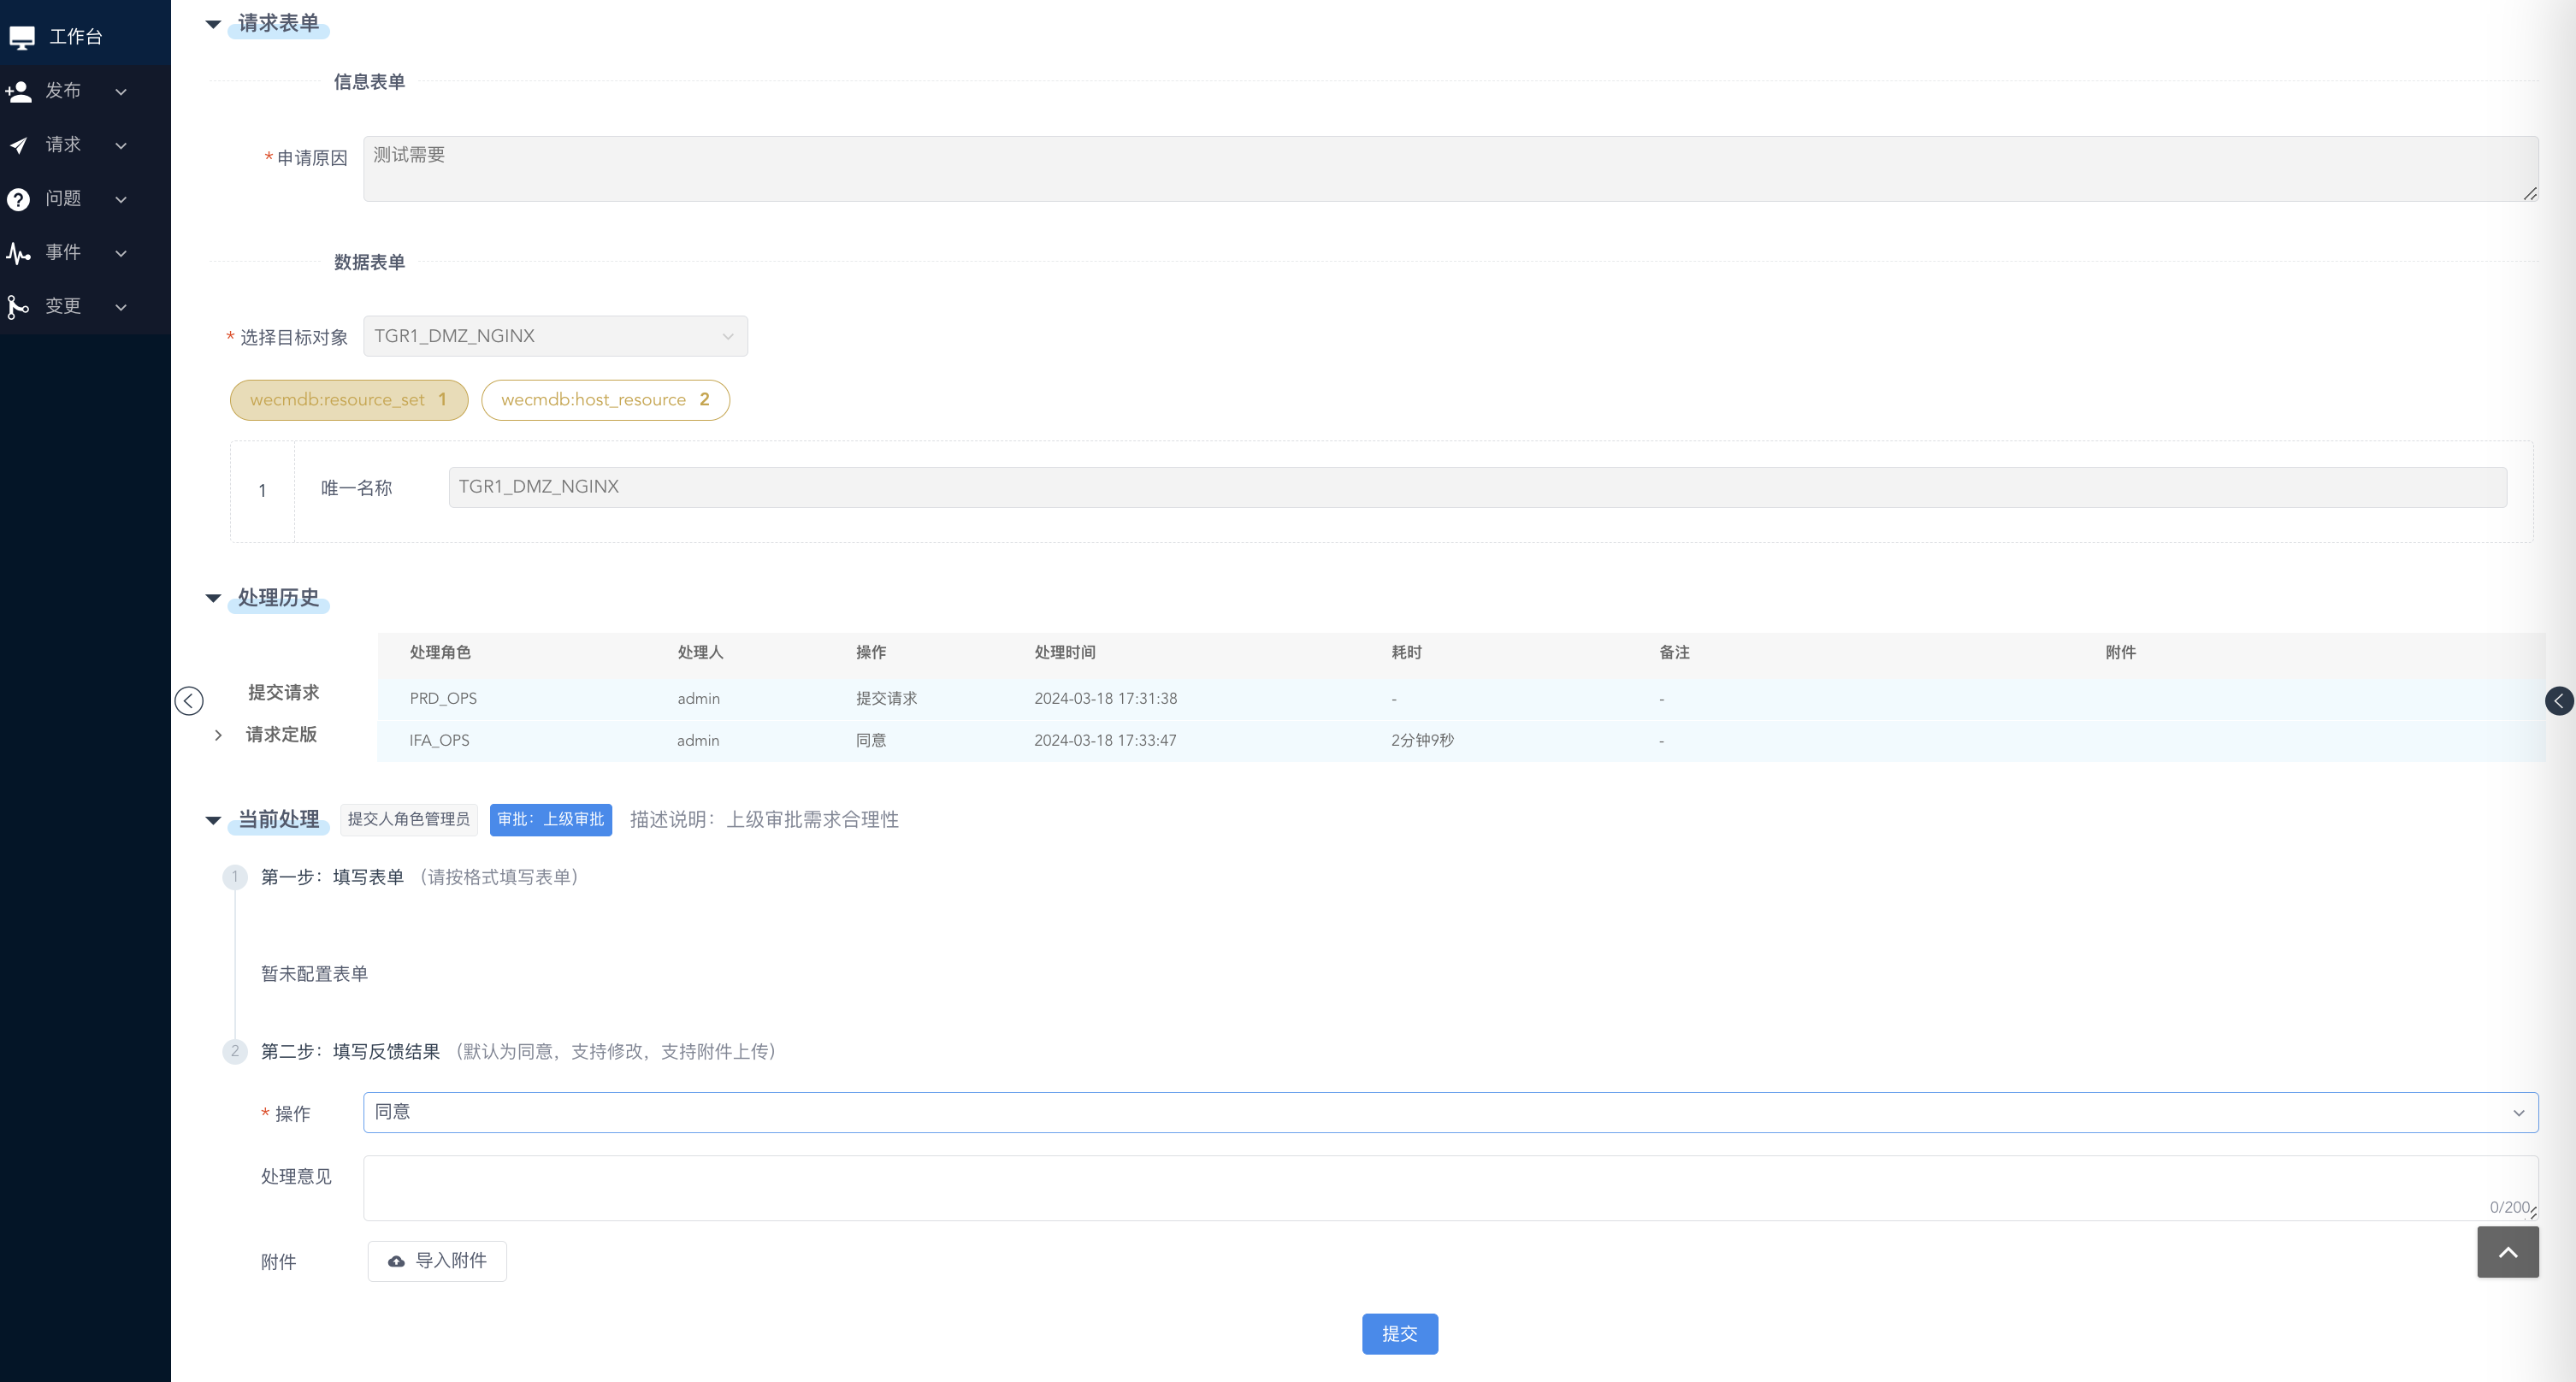 工作台
发布
请求
问题
事件
变更
请求表单
信息表单
*申请原因 测试需要
数据表单
* 选择目标对象 TGR1_DMZ_NGINX
wecmdb:resource_set 1 wecmdb:host_resource 2
1 唯一名称 TGR1_DMZ_NGINX
处理历史
处理角色 处理人 操作 处理时间 耗时 备注 附件
提交请求 PRD_OPS admin 提交请求 2024-03-18 17:31:38 - -
请求定版 IFA_OPS admin 同意 2024-03-18 17:33:47 2分钟9秒 -
当前处理 提交人角色管理员 审批：上级审批 描述说明：上级审批需求合理性
1 第一步：填写表单 （请按格式填写表单）
暂未配置表单
2 第二步：填写反馈结果 （默认为同意，支持修改，支持附件上传）
* 操作 同意
处理意见
0/200
附件 导入附件
提交